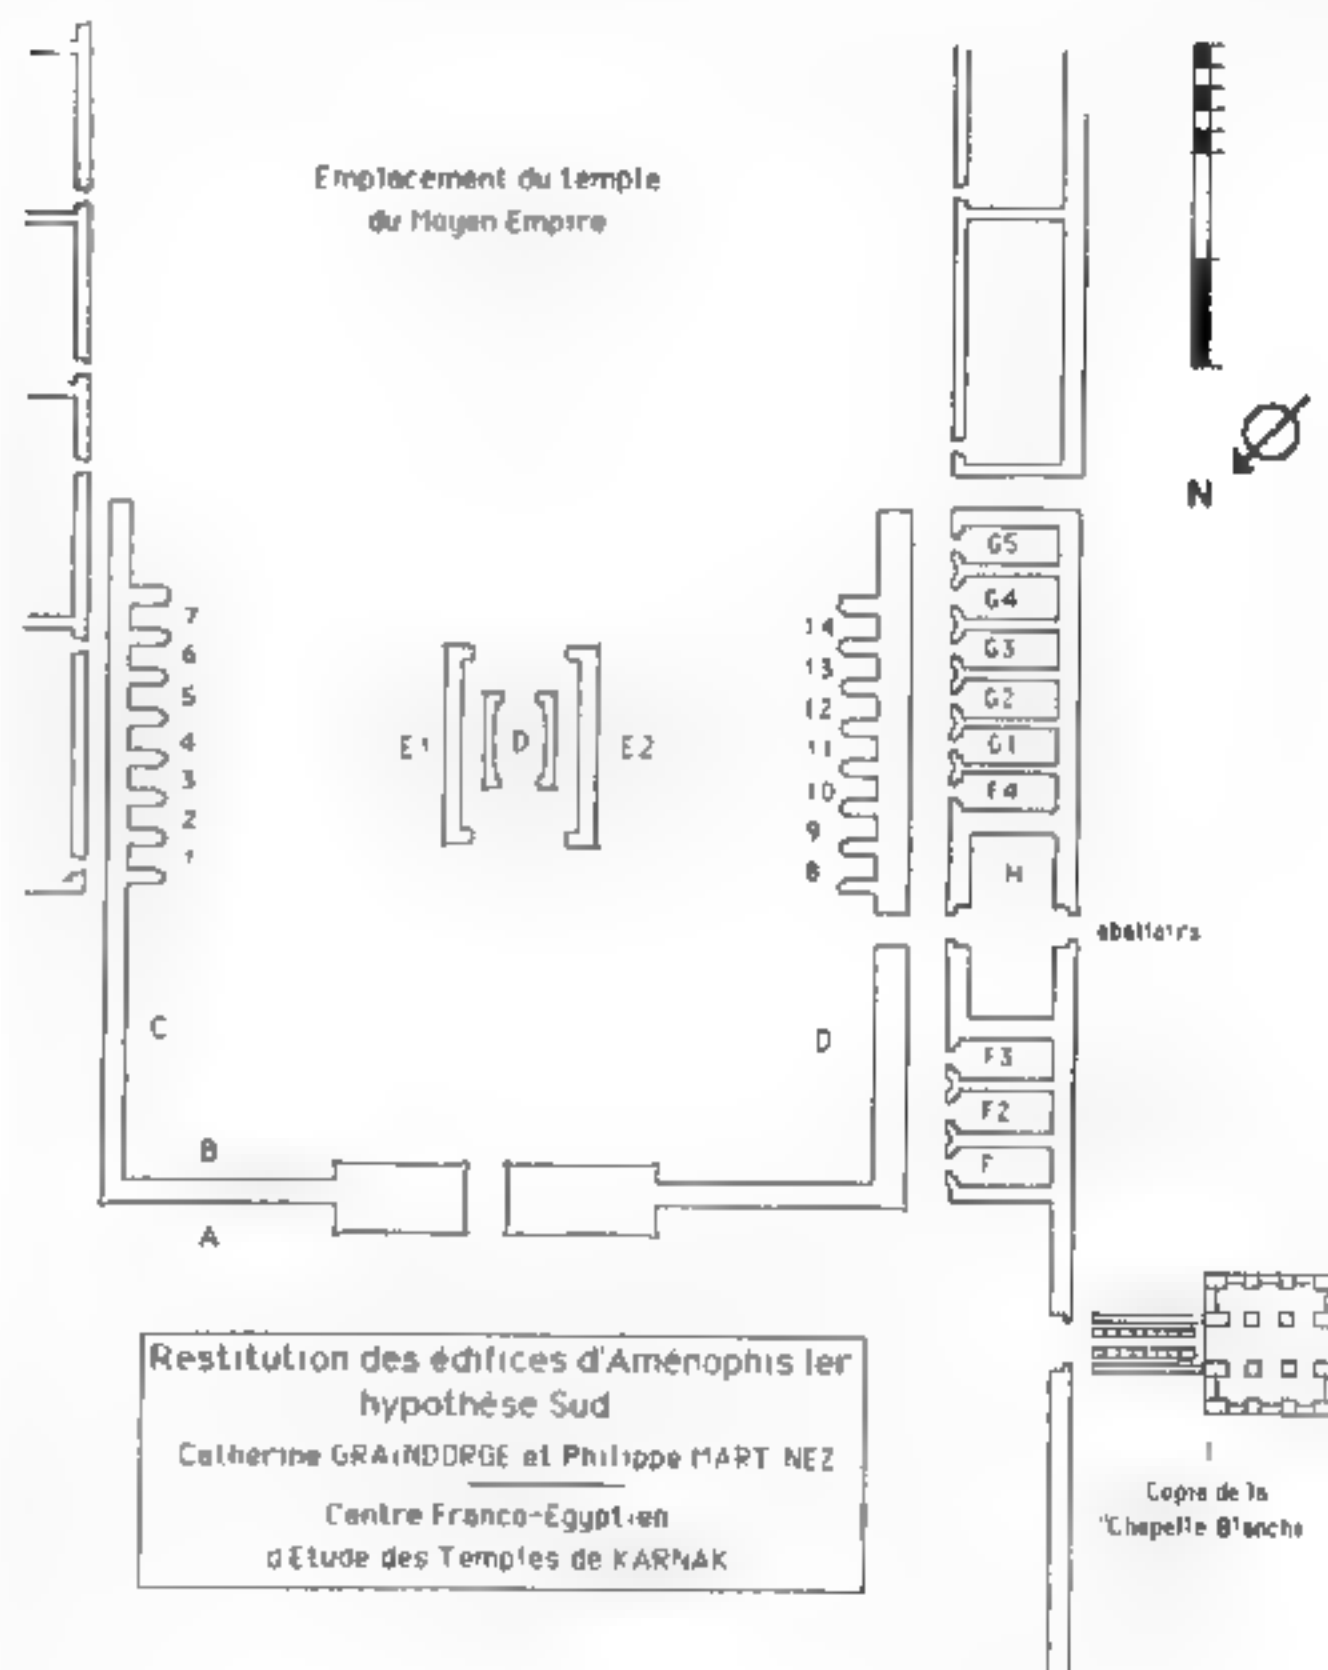 Emplacement du temple
du Moyen Empire
N
G5
G4
G3
G2
G1
F4
H
abattoirs
F3
F2
F
7
6
5
4
3
2
1
14
13
12
11
10
9
8
E1
D
E2
C
D
B
A
Restitution des édifices d'Aménophis Ier
hypothèse Sud
Catherine GRAINDORGE et Philippe MARTINEZ
Centre Franco-Egyptien
d'Etude des Temples de KARNAK
I
Copie de la
"Chapelle Blanche